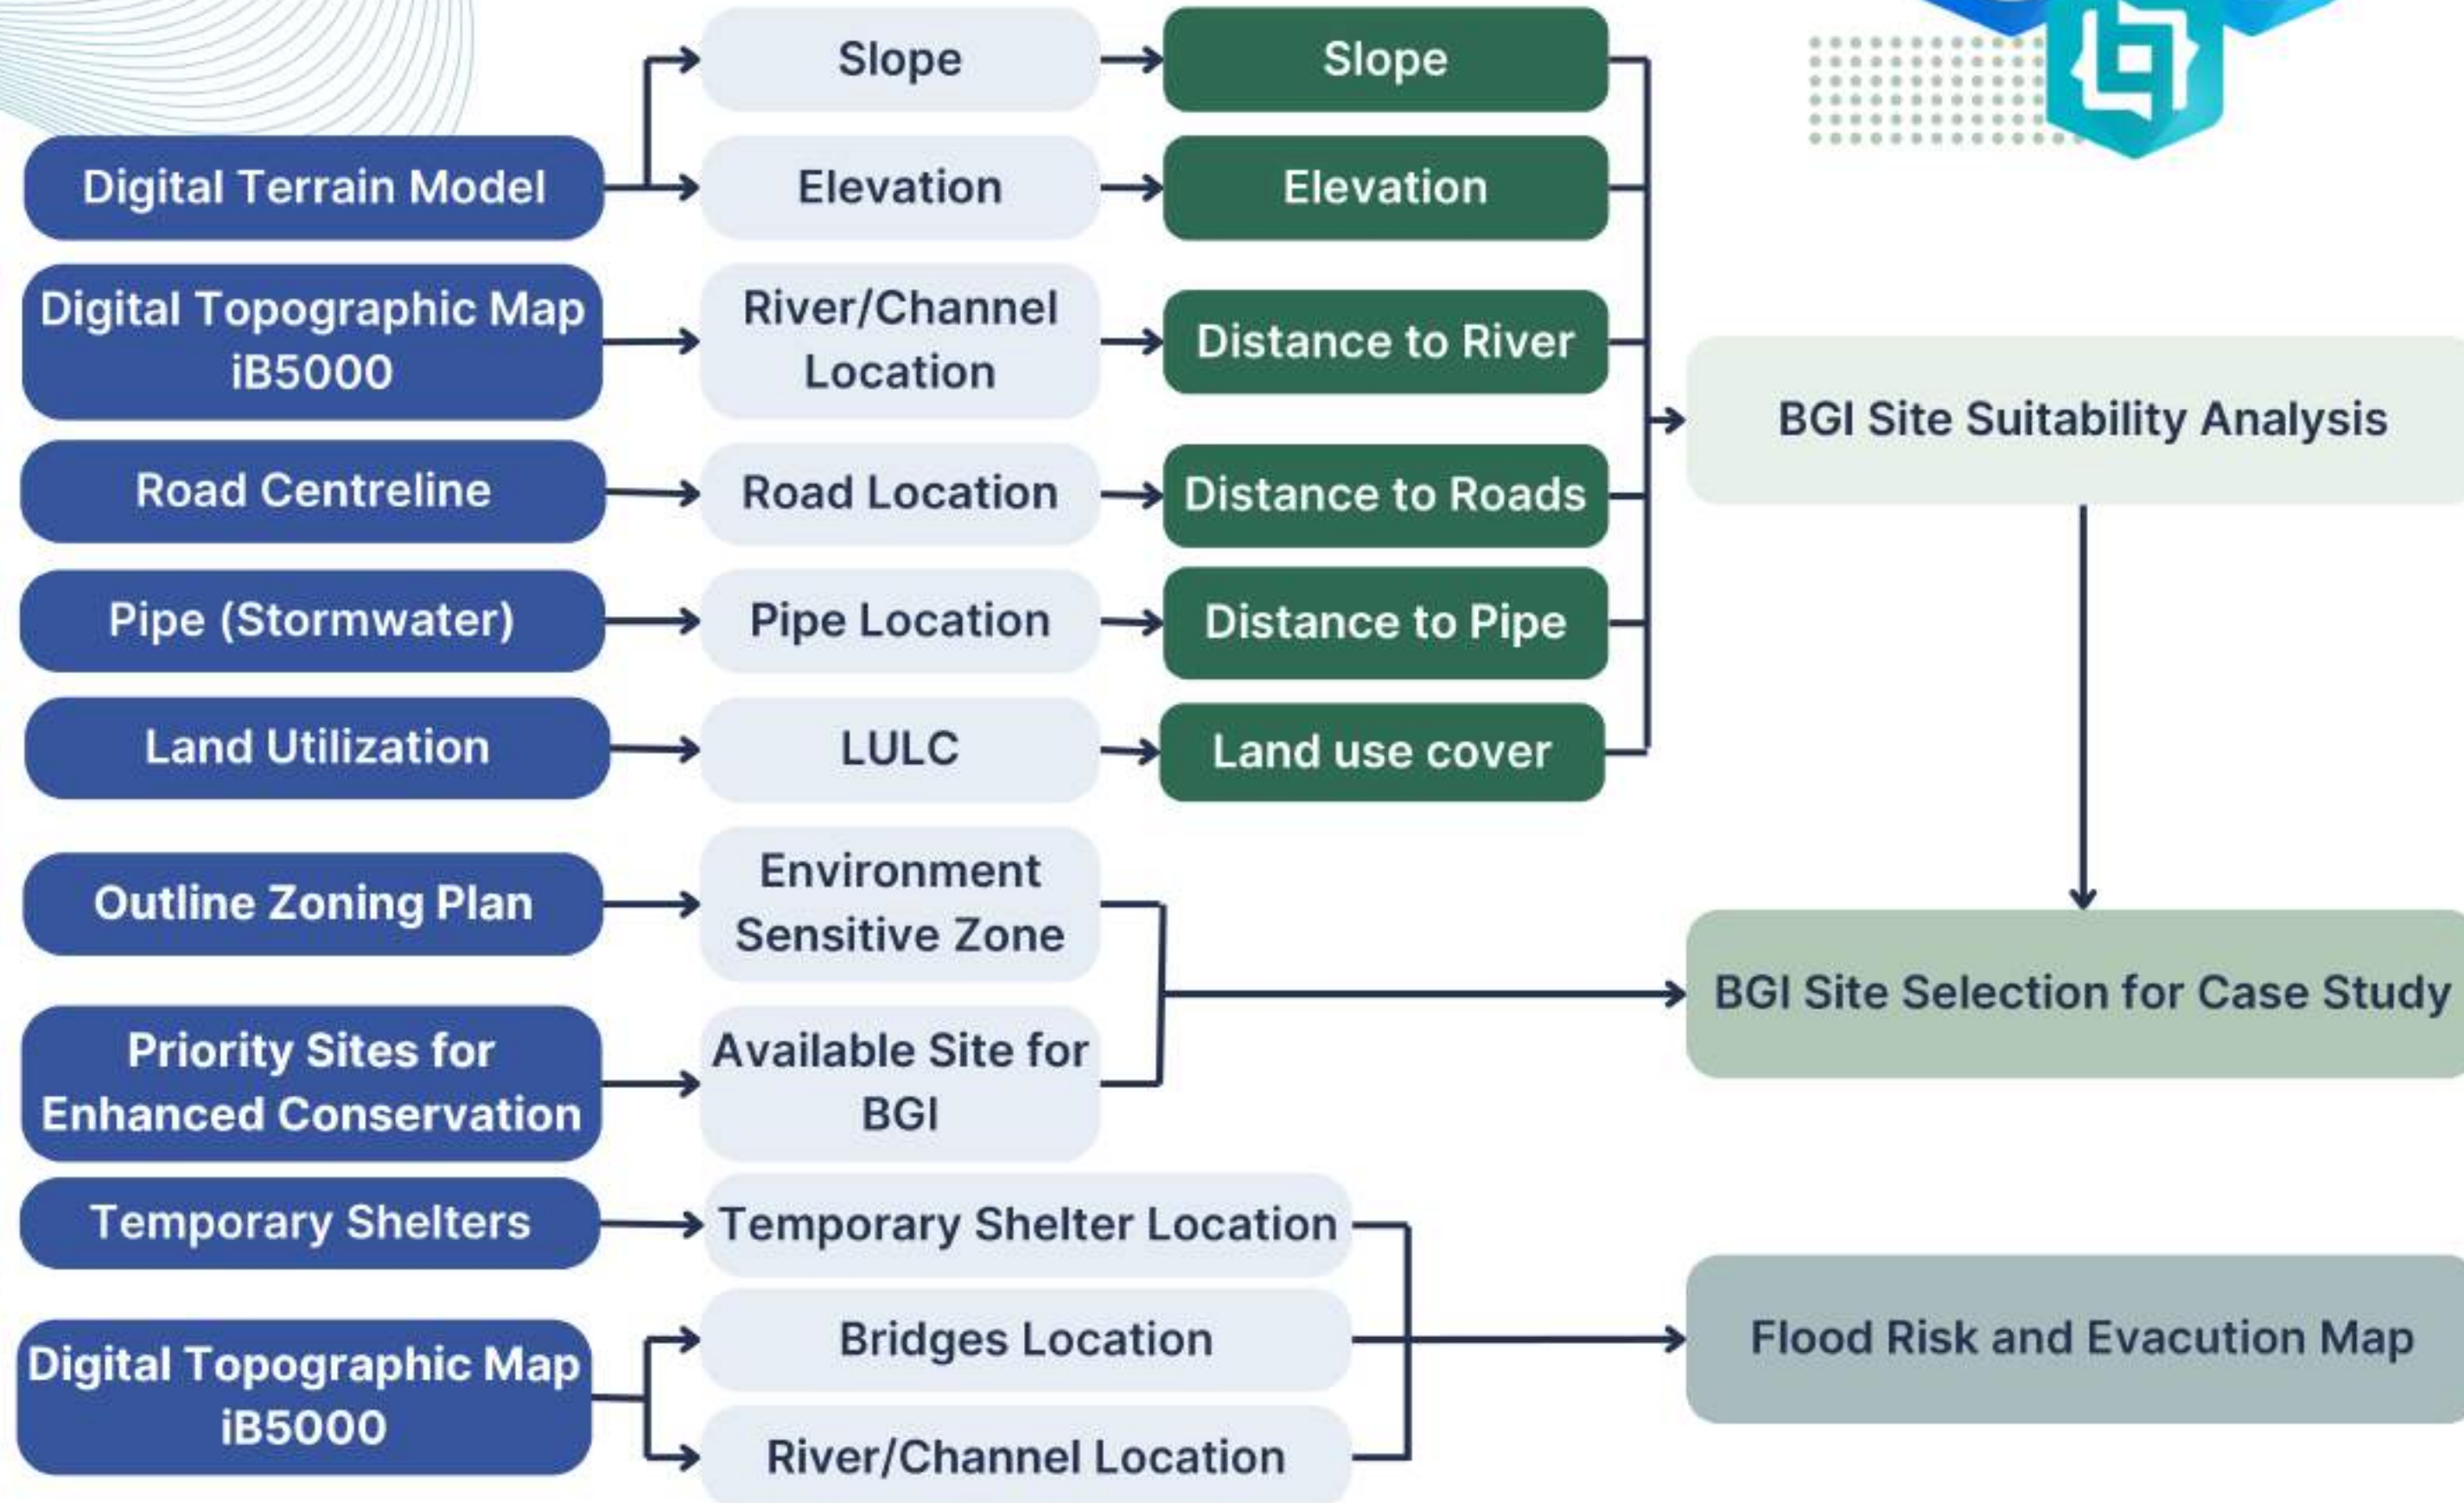 Slope
Slope
Digital Terrain Model
Elevation
Elevation
Digital Topographic Map
iB5000
River/Channel
Location
Distance to River
BGI Site Suitability Analysis
Road Centreline
Road Location
Distance to Roads
Pipe (Stormwater)
Pipe Location
Distance to Pipe
Land Utilization
LULC
Land use cover
Outline Zoning Plan
Environment
Sensitive Zone
BGI Site Selection for Case Study
Priority Sites for
Enhanced Conservation
Available Site for
BGI
Temporary Shelters
Temporary Shelter Location
Digital Topographic Map
iB5000
Bridges Location
Flood Risk and Evacution Map
River/Channel Location